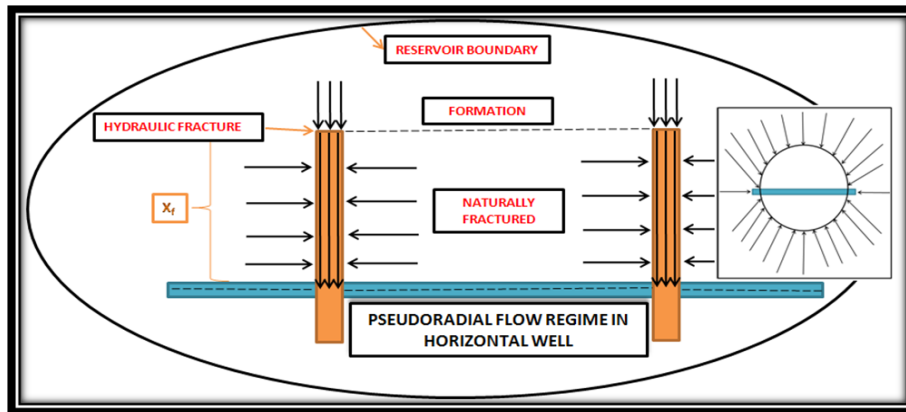 RESERVOIR BOUNDARY
FORMATION
HYDRAULIC FRACTURE
Xf
NATURALLY
FRACTURED
PSEUDORADIAL FLOW REGIME IN
HORIZONTAL WELL